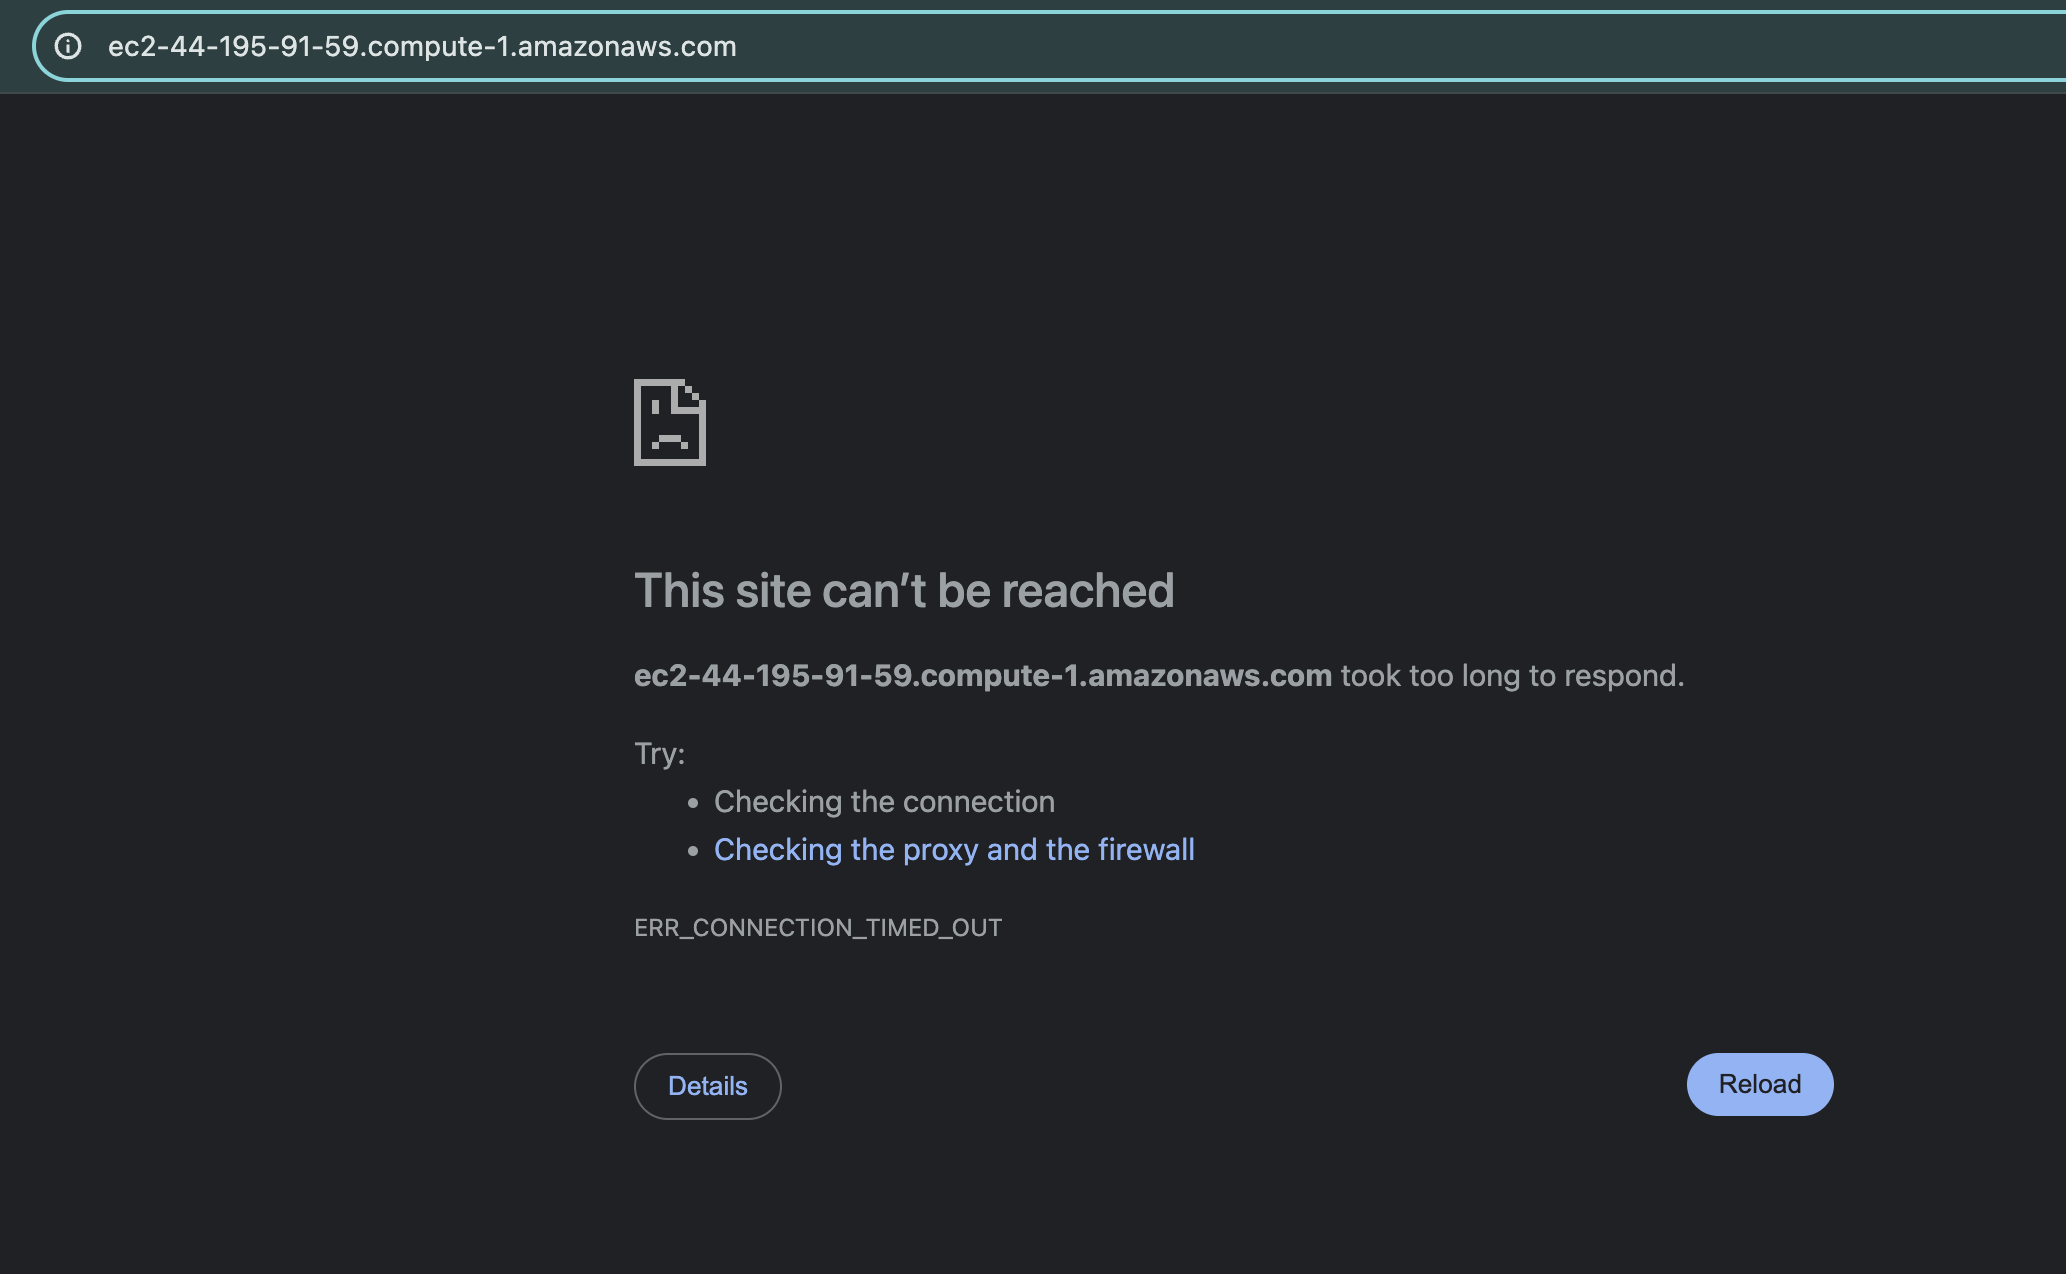 ec2-44-195-91-59.compute-1.amazonaws.com
This site can’t be reached
ec2-44-195-91-59.compute-1.amazonaws.com took too long to respond.
Try:
Checking the connection
Checking the proxy and the firewall
ERR_CONNECTION_TIMED_OUT
Details
Reload